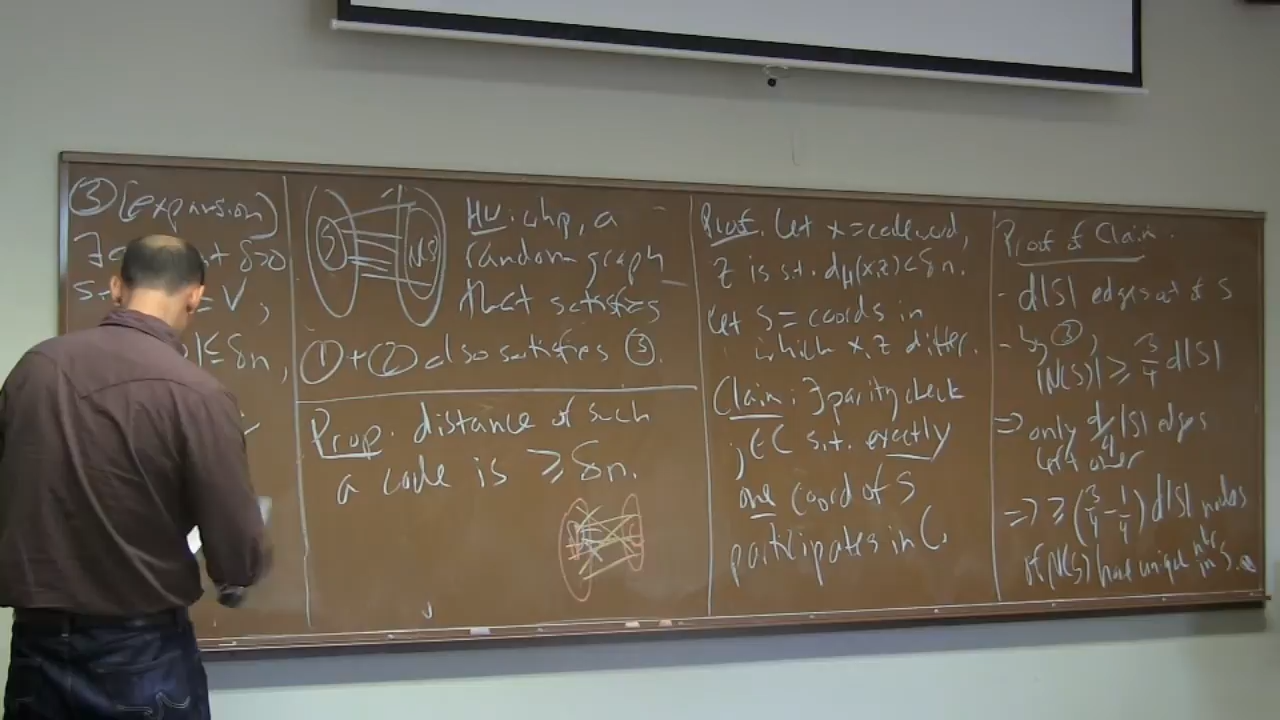 ③ (expansion)
∃ δ>0
= V,
| ≤ δn,
S
N(S)
HW: whp, a
random graph
that satisfies
①+② also satisfies ③.
Prop. distance of such
a code is ≥ δn.
Proof. Let x = codeword,
z is s.t. d_H(x,z) < δn.
Let S = coords in
which x, z differ.
Claim: ∃ parity check
j ∈ C s.t. exactly
one coord of S
participates in C.
Proof of Claim.
- d|S| edges out of S
- by ③,
|N(S)| ≥ 3/4 d|S|
⇒ only d/4 |S| edges
left over
⇒ ≥ (3/4 - 1/4) d|S| nodes
of N(S) have unique nbr
in S.